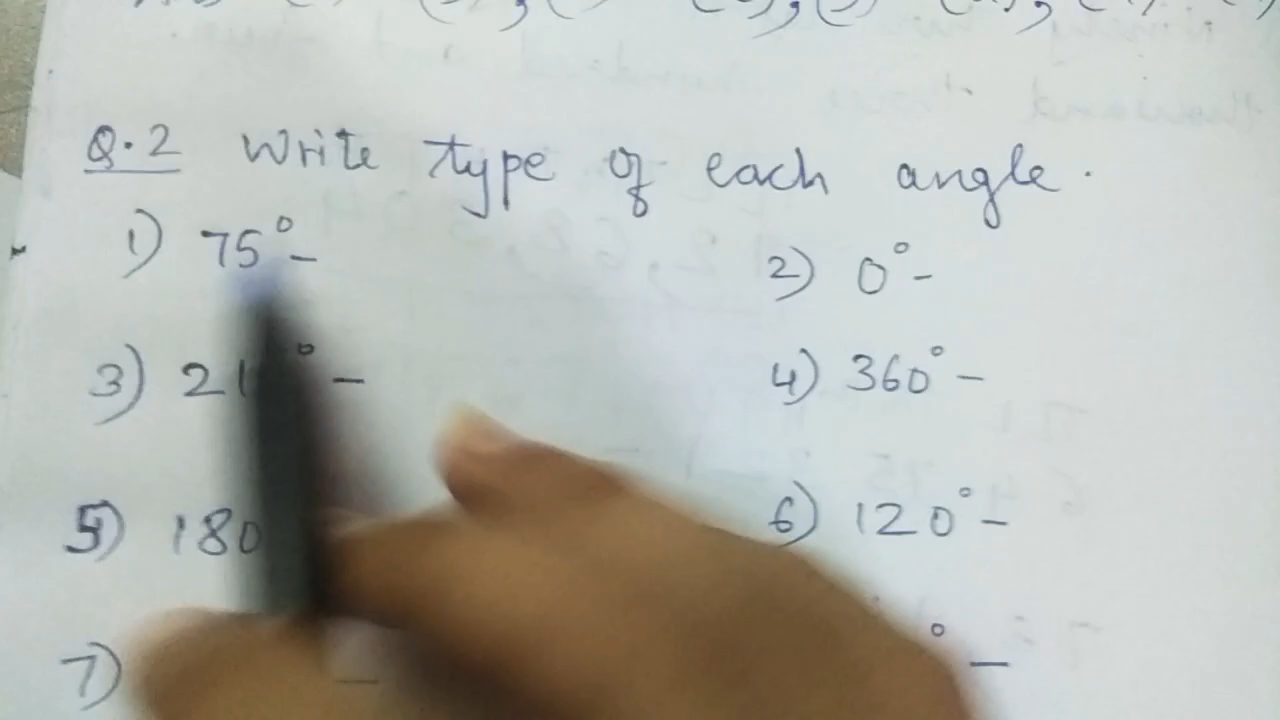 Q.2 Write type of each angle.
1) 75° - 2) 0° -
3) 21 ° - 4) 360° -
5) 180 6) 120° -
7) - ° -